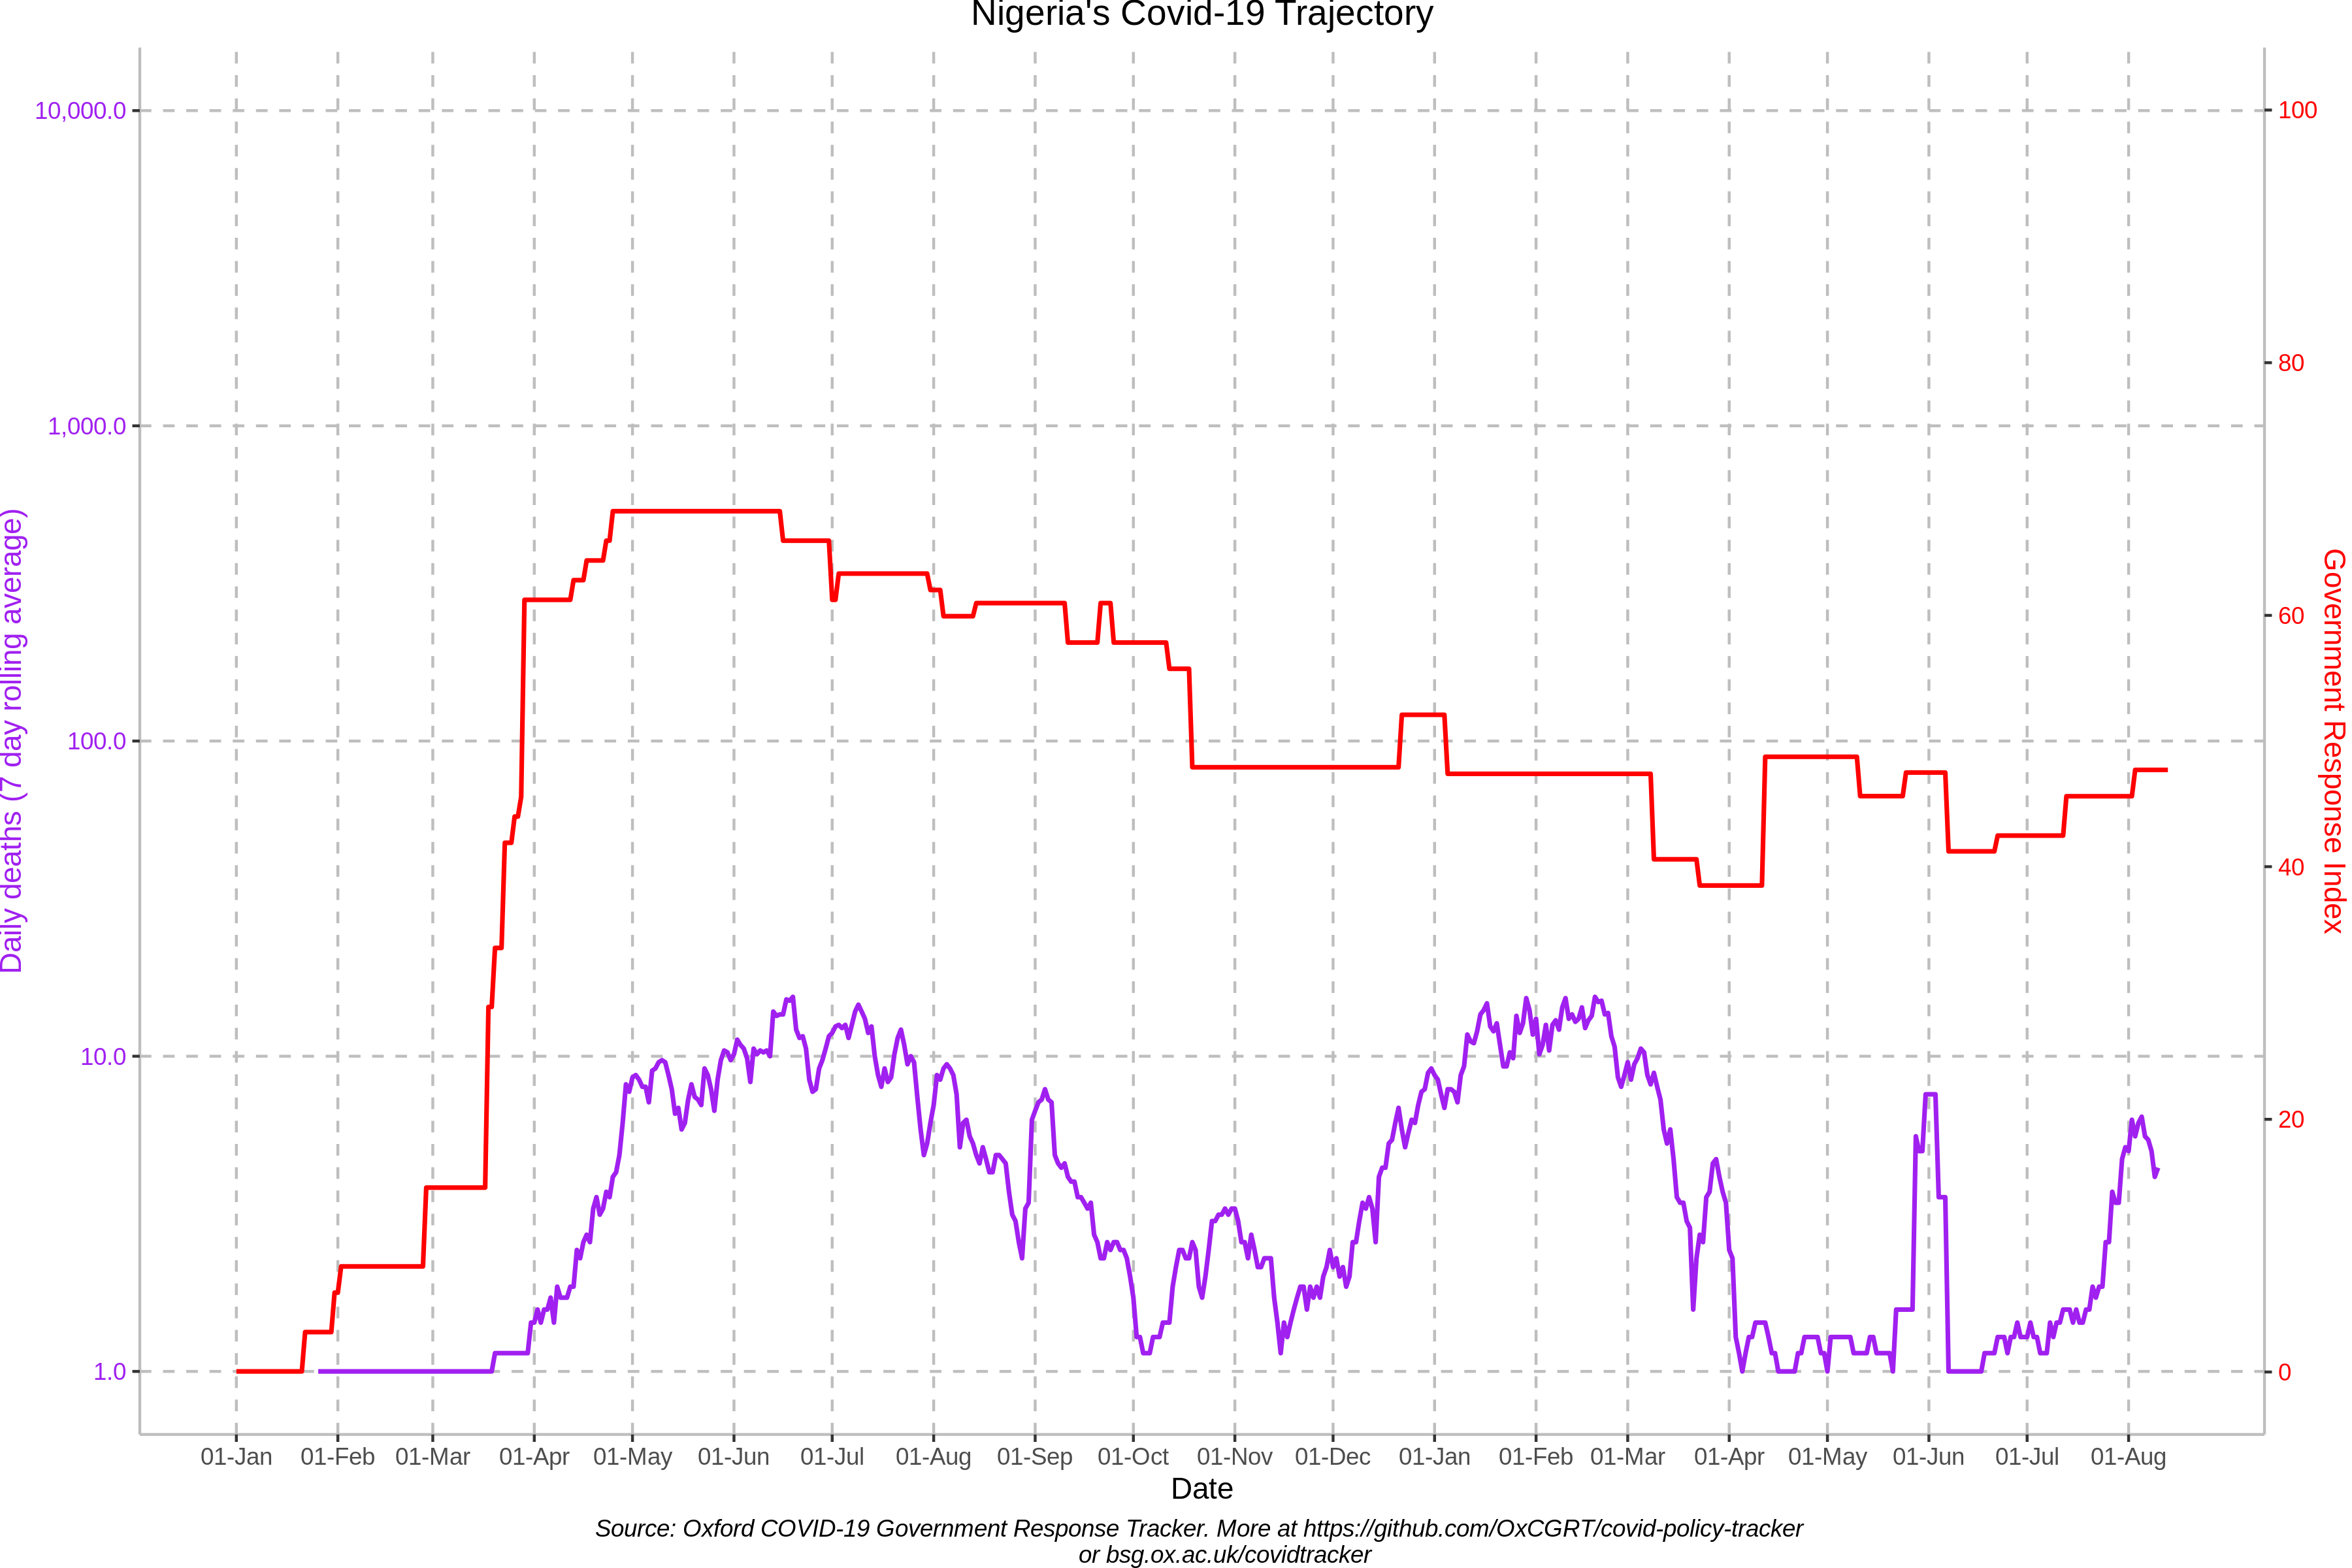 Nigeria's Covid-19 Trajectory
10,000.0
1,000.0
100.0
10.0
1.0
Daily deaths (7 day rolling average)
100
80
60
40
20
0
Government Response Index
01-Jan 01-Feb 01-Mar 01-Apr 01-May 01-Jun 01-Jul 01-Aug 01-Sep 01-Oct 01-Nov 01-Dec 01-Jan 01-Feb 01-Mar 01-Apr 01-May 01-Jun 01-Jul 01-Aug
Date
Source: Oxford COVID-19 Government Response Tracker. More at https://github.com/OxCGRT/covid-policy-tracker
or bsg.ox.ac.uk/covidtracker